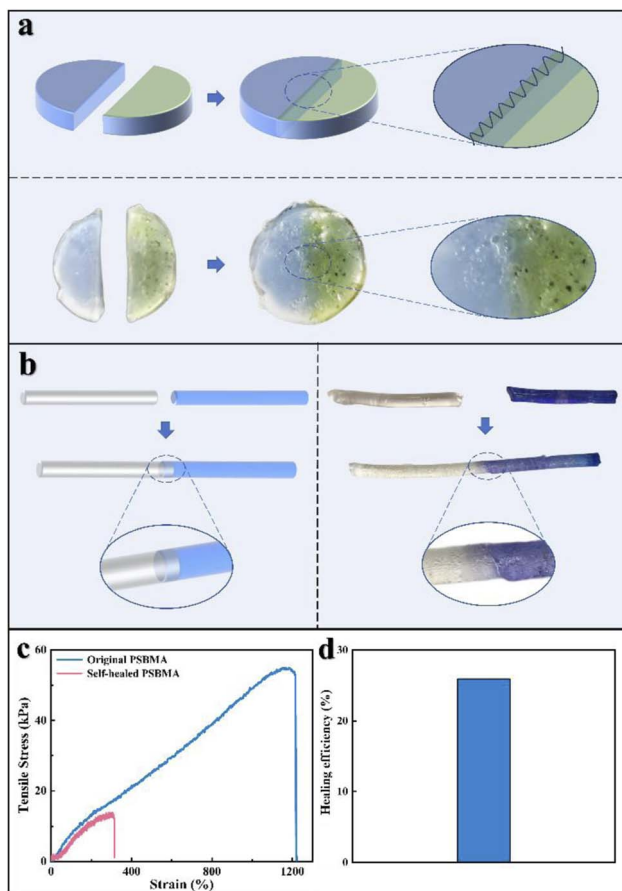 a
b
c
60
40
20
0
Tensile Stress (kPa)
Original PSBMA
Self-healed PSBMA
0
400
800
1200
Strain (%)
d
30
20
10
0
Healing efficiency (%)